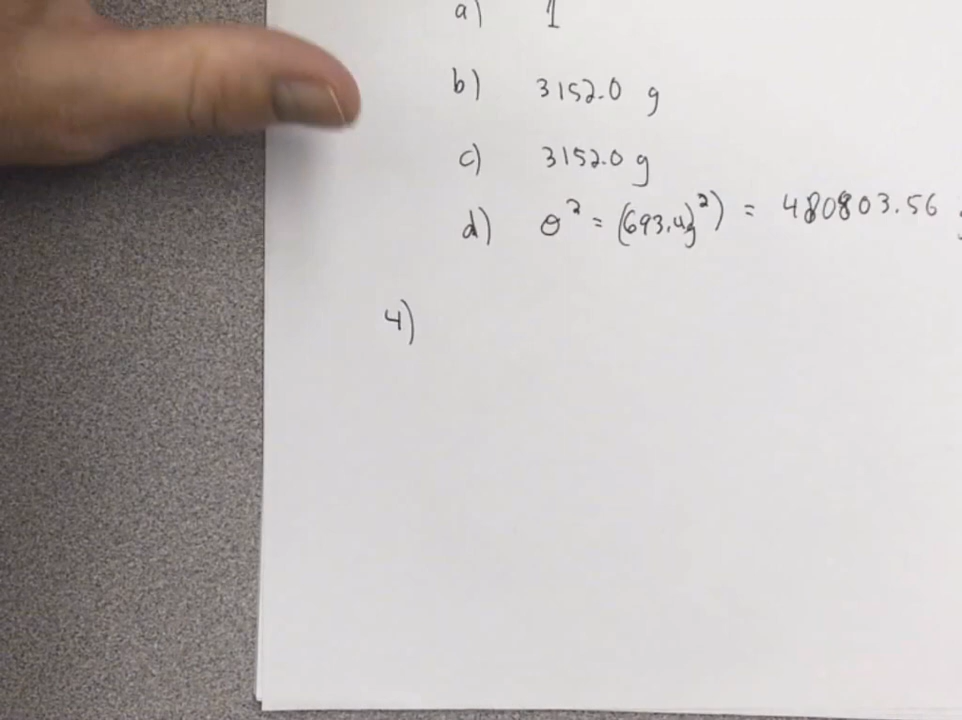 a) 1
b) 3152.0 g
c) 3152.0 g
d) σ² = (693.4g)²) = 480803.56
4)